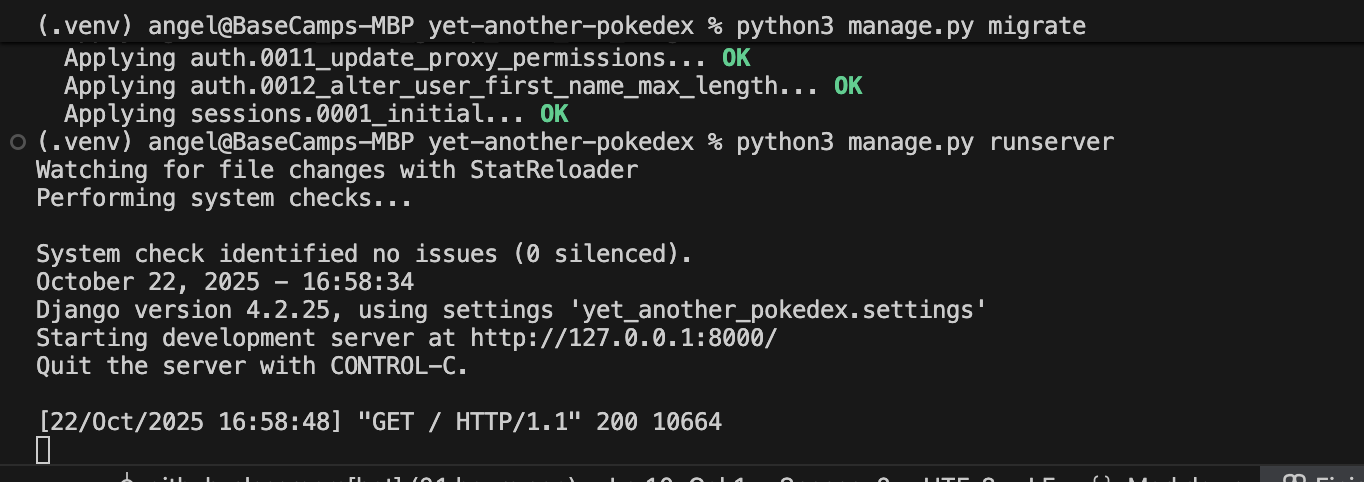 (.venv) angel@BaseCamps-MBP yet-another-pokedex % python3 manage.py migrate
Applying auth.0011_update_proxy_permissions... OK
Applying auth.0012_alter_user_first_name_max_length... OK
Applying sessions.0001_initial... OK
(.venv) angel@BaseCamps-MBP yet-another-pokedex % python3 manage.py runserver
Watching for file changes with StatReloader
Performing system checks...
System check identified no issues (0 silenced).
October 22, 2025 - 16:58:34
Django version 4.2.25, using settings 'yet_another_pokedex.settings'
Starting development server at http://127.0.0.1:8000/
Quit the server with CONTROL-C.
[22/Oct/2025 16:58:48] "GET / HTTP/1.1" 200 10664